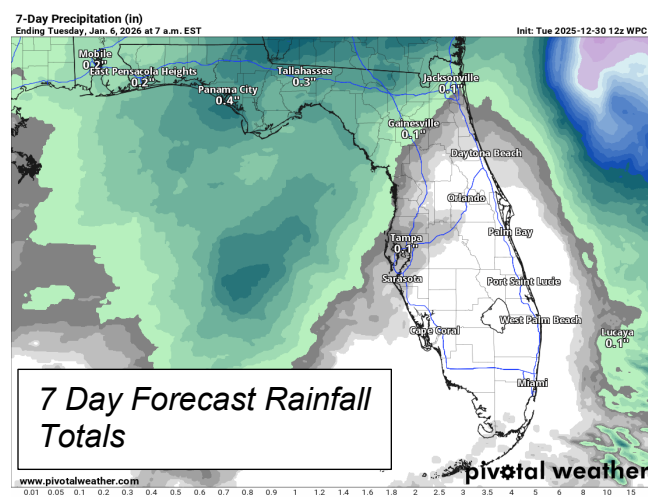 7-Day Precipitation (in)
Ending Tuesday, Jan. 6, 2026 at 7 a.m. EST
Init: Tue 2025-12-30 12z WPC
Mobile
0.2"
East Pensacola Heights
0.2"
Panama City
0.4"
Tallahassee
0.3"
Jacksonville
0.1"
Gainesville
0.1"
Daytona Beach
Orlando
Tampa
0.1"
Palm Bay
Sarasota
Port Saint Lucie
Cape Coral
West Palm Beach
Lucaya
0.1"
Miami
7 Day Forecast Rainfall
Totals
www.pivotalweather.com
pivotal weather
0.01 0.05 0.1 0.2 0.3 0.4 0.5 0.6 0.7 0.8 0.9 1 1.2 1.4 1.6 1.8 2 2.5 3 3.5 4 5 6 8 10 15